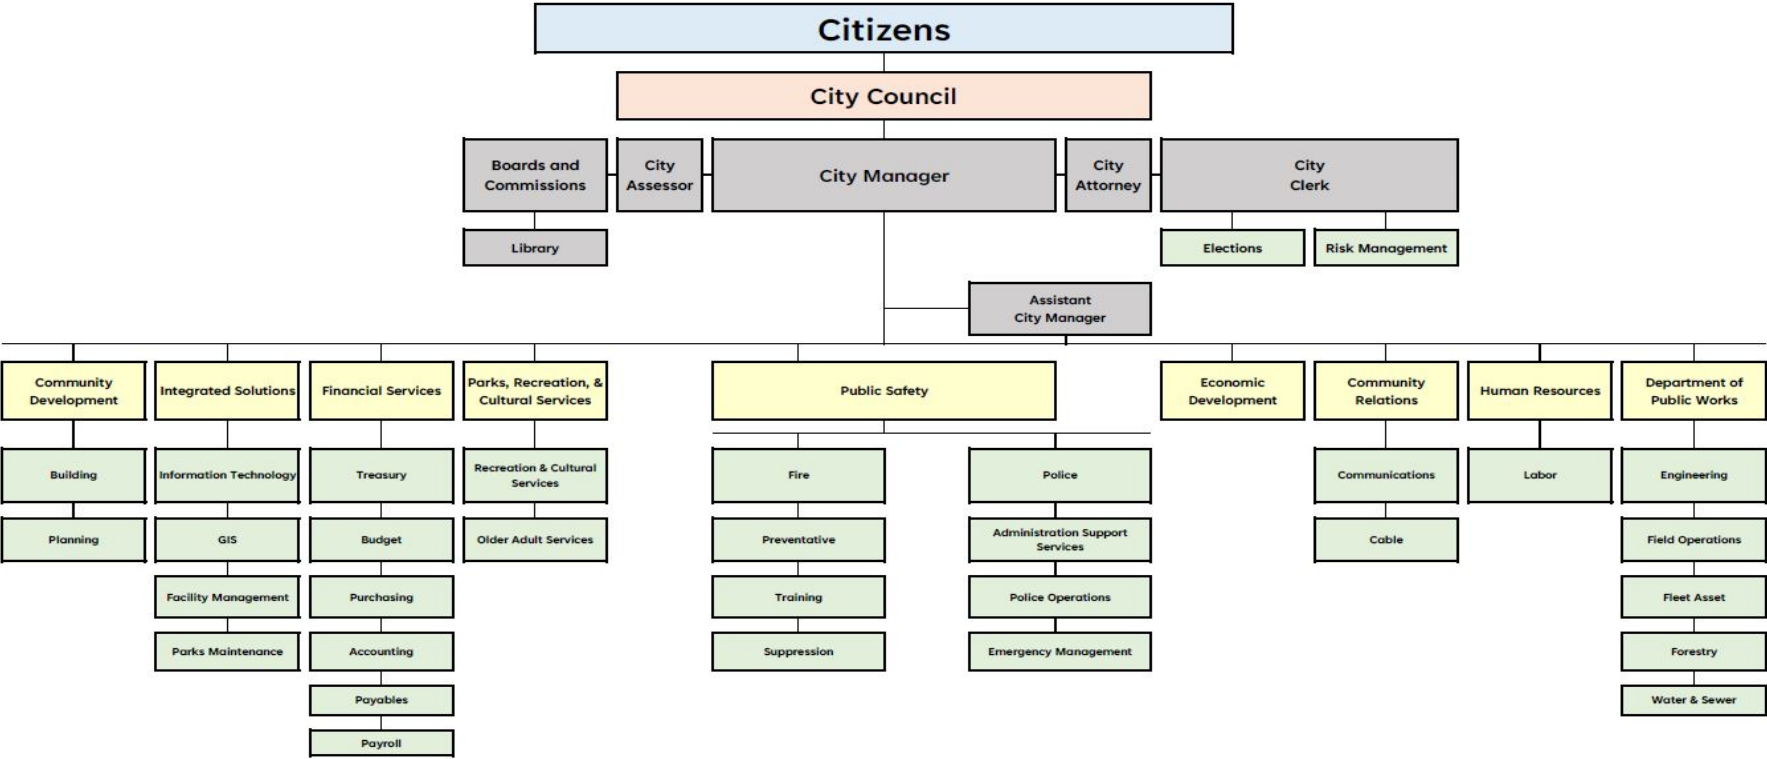 Citizens
City Council
Boards and
Commissions
City
Assessor
City Manager
City
Attorney
City
Clerk
Library
Elections
Risk Management
Assistant
City Manager
Community
Development
Integrated Solutions
Financial Services
Parks, Recreation, &
Cultural Services
Public Safety
Economic
Development
Community
Relations
Human Resources
Department of
Public Works
Building
Information Technology
Treasury
Recreation & Cultural
Services
Fire
Police
Communications
Labor
Engineering
Planning
GIS
Budget
Older Adult Services
Preventative
Administration Support
Services
Cable
Field Operations
Facility Management
Purchasing
Training
Police Operations
Fleet Asset
Parks Maintenance
Accounting
Suppression
Emergency Management
Forestry
Payables
Water & Sewer
Payroll